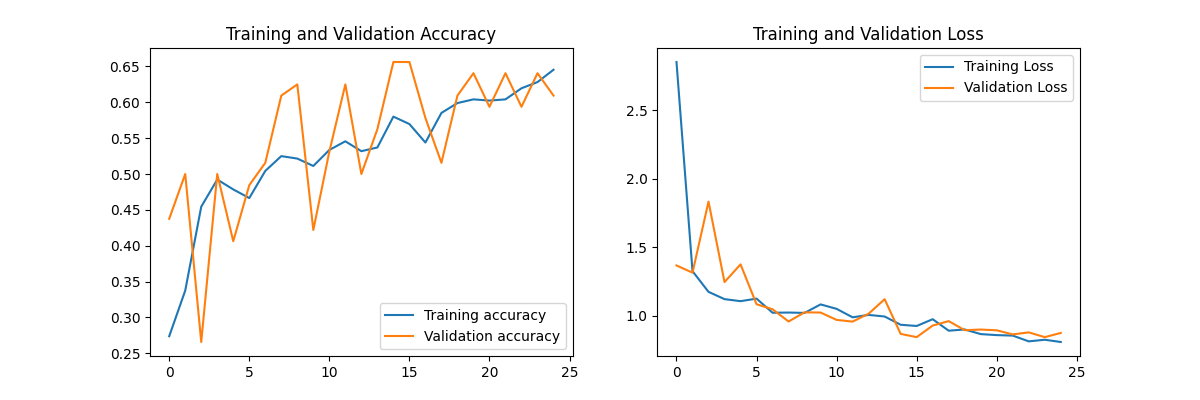 Training and Validation Accuracy
0.65
0.60
0.55
0.50
0.45
0.40
0.35
0.30
0.25
0 5 10 15 20 25
Training accuracy
Validation accuracy
Training and Validation Loss
2.5
2.0
1.5
1.0
0 5 10 15 20 25
Training Loss
Validation Loss